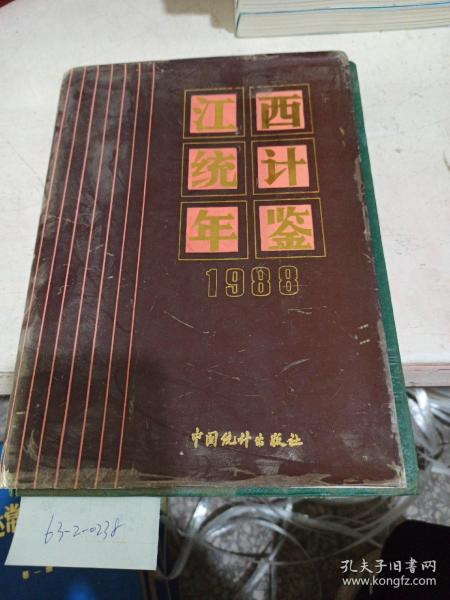 江西
统计
年鉴
1988
中国统计出版社
63-2-0238
孔夫子旧书网
www.kongfz.com